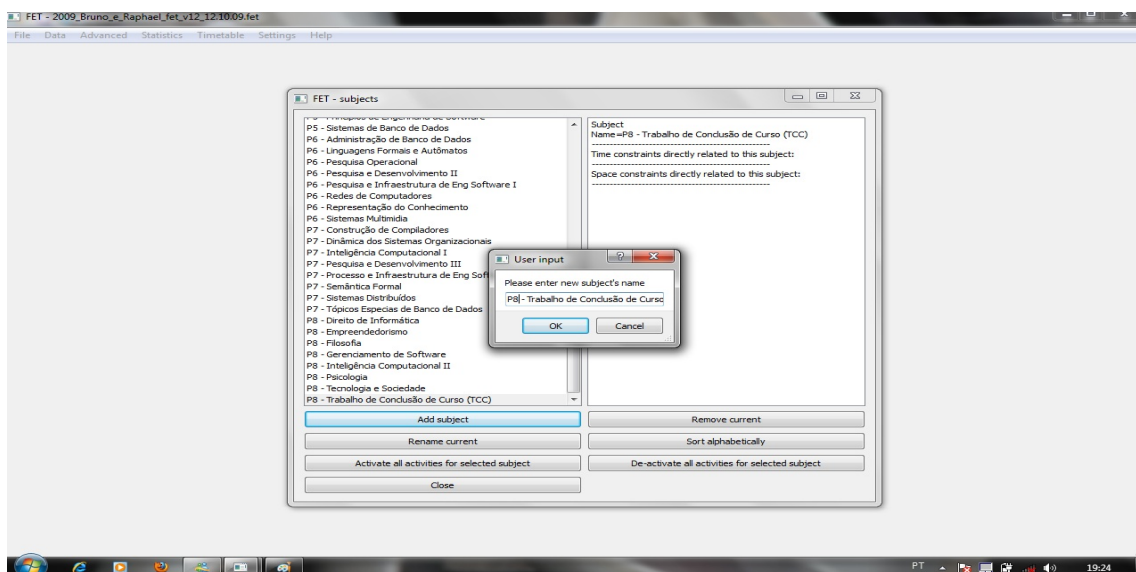 FET - 2009_Bruno_e_Raphael_fet_v12_12.10.09.fet
File Data Advanced Statistics Timetable Settings Help
FET - subjects
P5 - Sistemas de Banco de Dados
P6 - Administração de Banco de Dados
P6 - Linguagens Formais e Autômatos
P6 - Pesquisa Operacional
P6 - Pesquisa e Desenvolvimento II
P6 - Pesquisa e Infraestrutura de Eng Software I
P6 - Redes de Computadores
P6 - Representação do Conhecimento
P6 - Sistemas Multimidia
P7 - Construção de Compiladores
P7 - Dinâmica dos Sistemas Organizacionais
P7 - Inteligência Computacional I
P7 - Pesquisa e Desenvolvimento III
P7 - Processo e Infraestrutura de Eng Soft
P7 - Semântica Formal
P7 - Sistemas Distribuídos
P7 - Tópicos Especias de Banco de Dados
P8 - Direito de Informática
P8 - Empreendedorismo
P8 - Filosofia
P8 - Gerenciamento de Software
P8 - Inteligência Computacional II
P8 - Psicologia
P8 - Tecnologia e Sociedade
P8 - Trabalho de Conclusão de Curso (TCC)
Subject
Name=P8 - Trabalho de Conclusão de Curso (TCC)
Time constraints directly related to this subject:
Space constraints directly related to this subject:
User input
Please enter new subject's name
P8 - Trabalho de Conclusão de Curso
OK Cancel
Add subject Remove current
Rename current Sort alphabetically
Activate all activities for selected subject De-activate all activities for selected subject
Close
PT 19:24